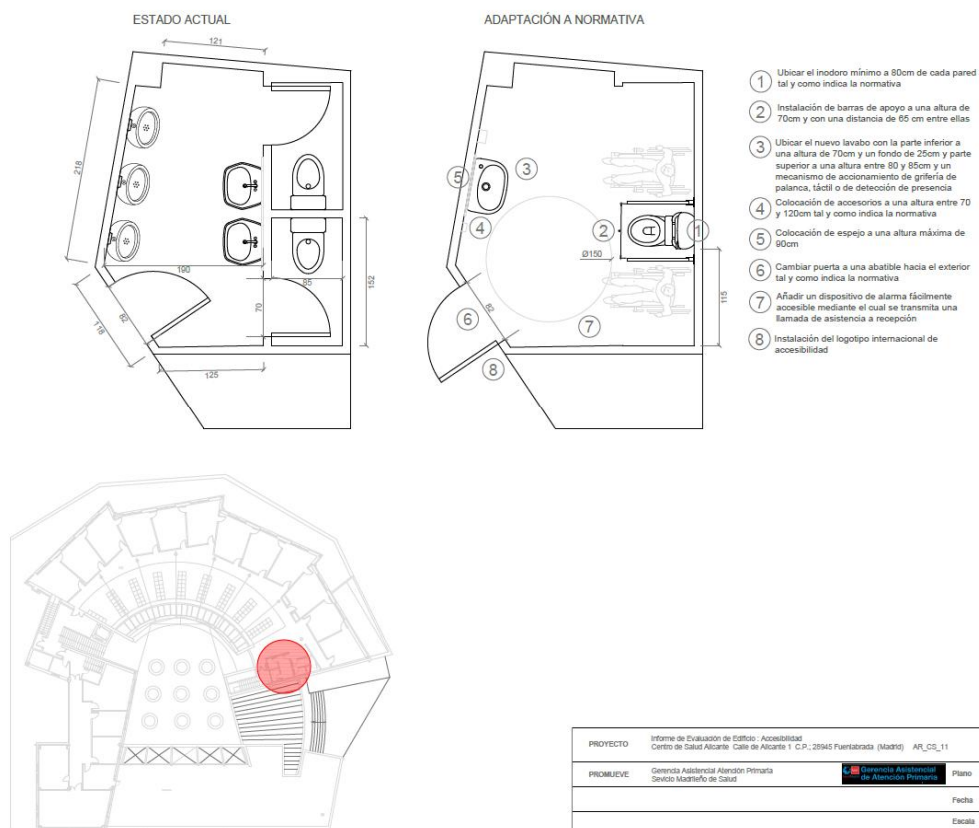 ESTADO ACTUAL
121
218
190
85
152
70
82
118
125
ADAPTACIÓN A NORMATIVA
5
3
4
2
1
Ø150
6
82
7
115
8
1 Ubicar el inodoro mínimo a 80cm de cada pared
tal y como indica la normativa
2 Instalación de barras de apoyo a una altura de
70cm y con una distancia de 65 cm entre ellas
3 Ubicar el nuevo lavabo con la parte inferior a
una altura de 70cm y un fondo de 25cm y parte
superior a una altura entre 80 y 85cm y un
mecanismo de accionamiento de grifería de
palanca, táctil o de detección de presencia
4 Colocación de accesorios a una altura entre 70
y 120cm tal y como indica la normativa
5 Colocación de espejo a una altura máxima de
90cm
6 Cambiar puerta a una abatible hacia el exterior
tal y como indica la normativa
7 Añadir un dispositivo de alarma fácilmente
accesible mediante el cual se transmita una
llamada de asistencia a recepción
8 Instalación del logotipo internacional de
accesibilidad
PROYECTO
Informe de Evaluación de Edificio : Accesibilidad
Centro de Salud Alicante Calle de Alicante 1 C.P.; 28945 Fuenlabrada (Madrid) AR_CS_11
PROMUEVE
Gerencia Asistencial Atención Primaria
Sevicio Madrileño de Salud
Gerencia Asistencial
de Atención Primaria
Plano
Fecha
Escala